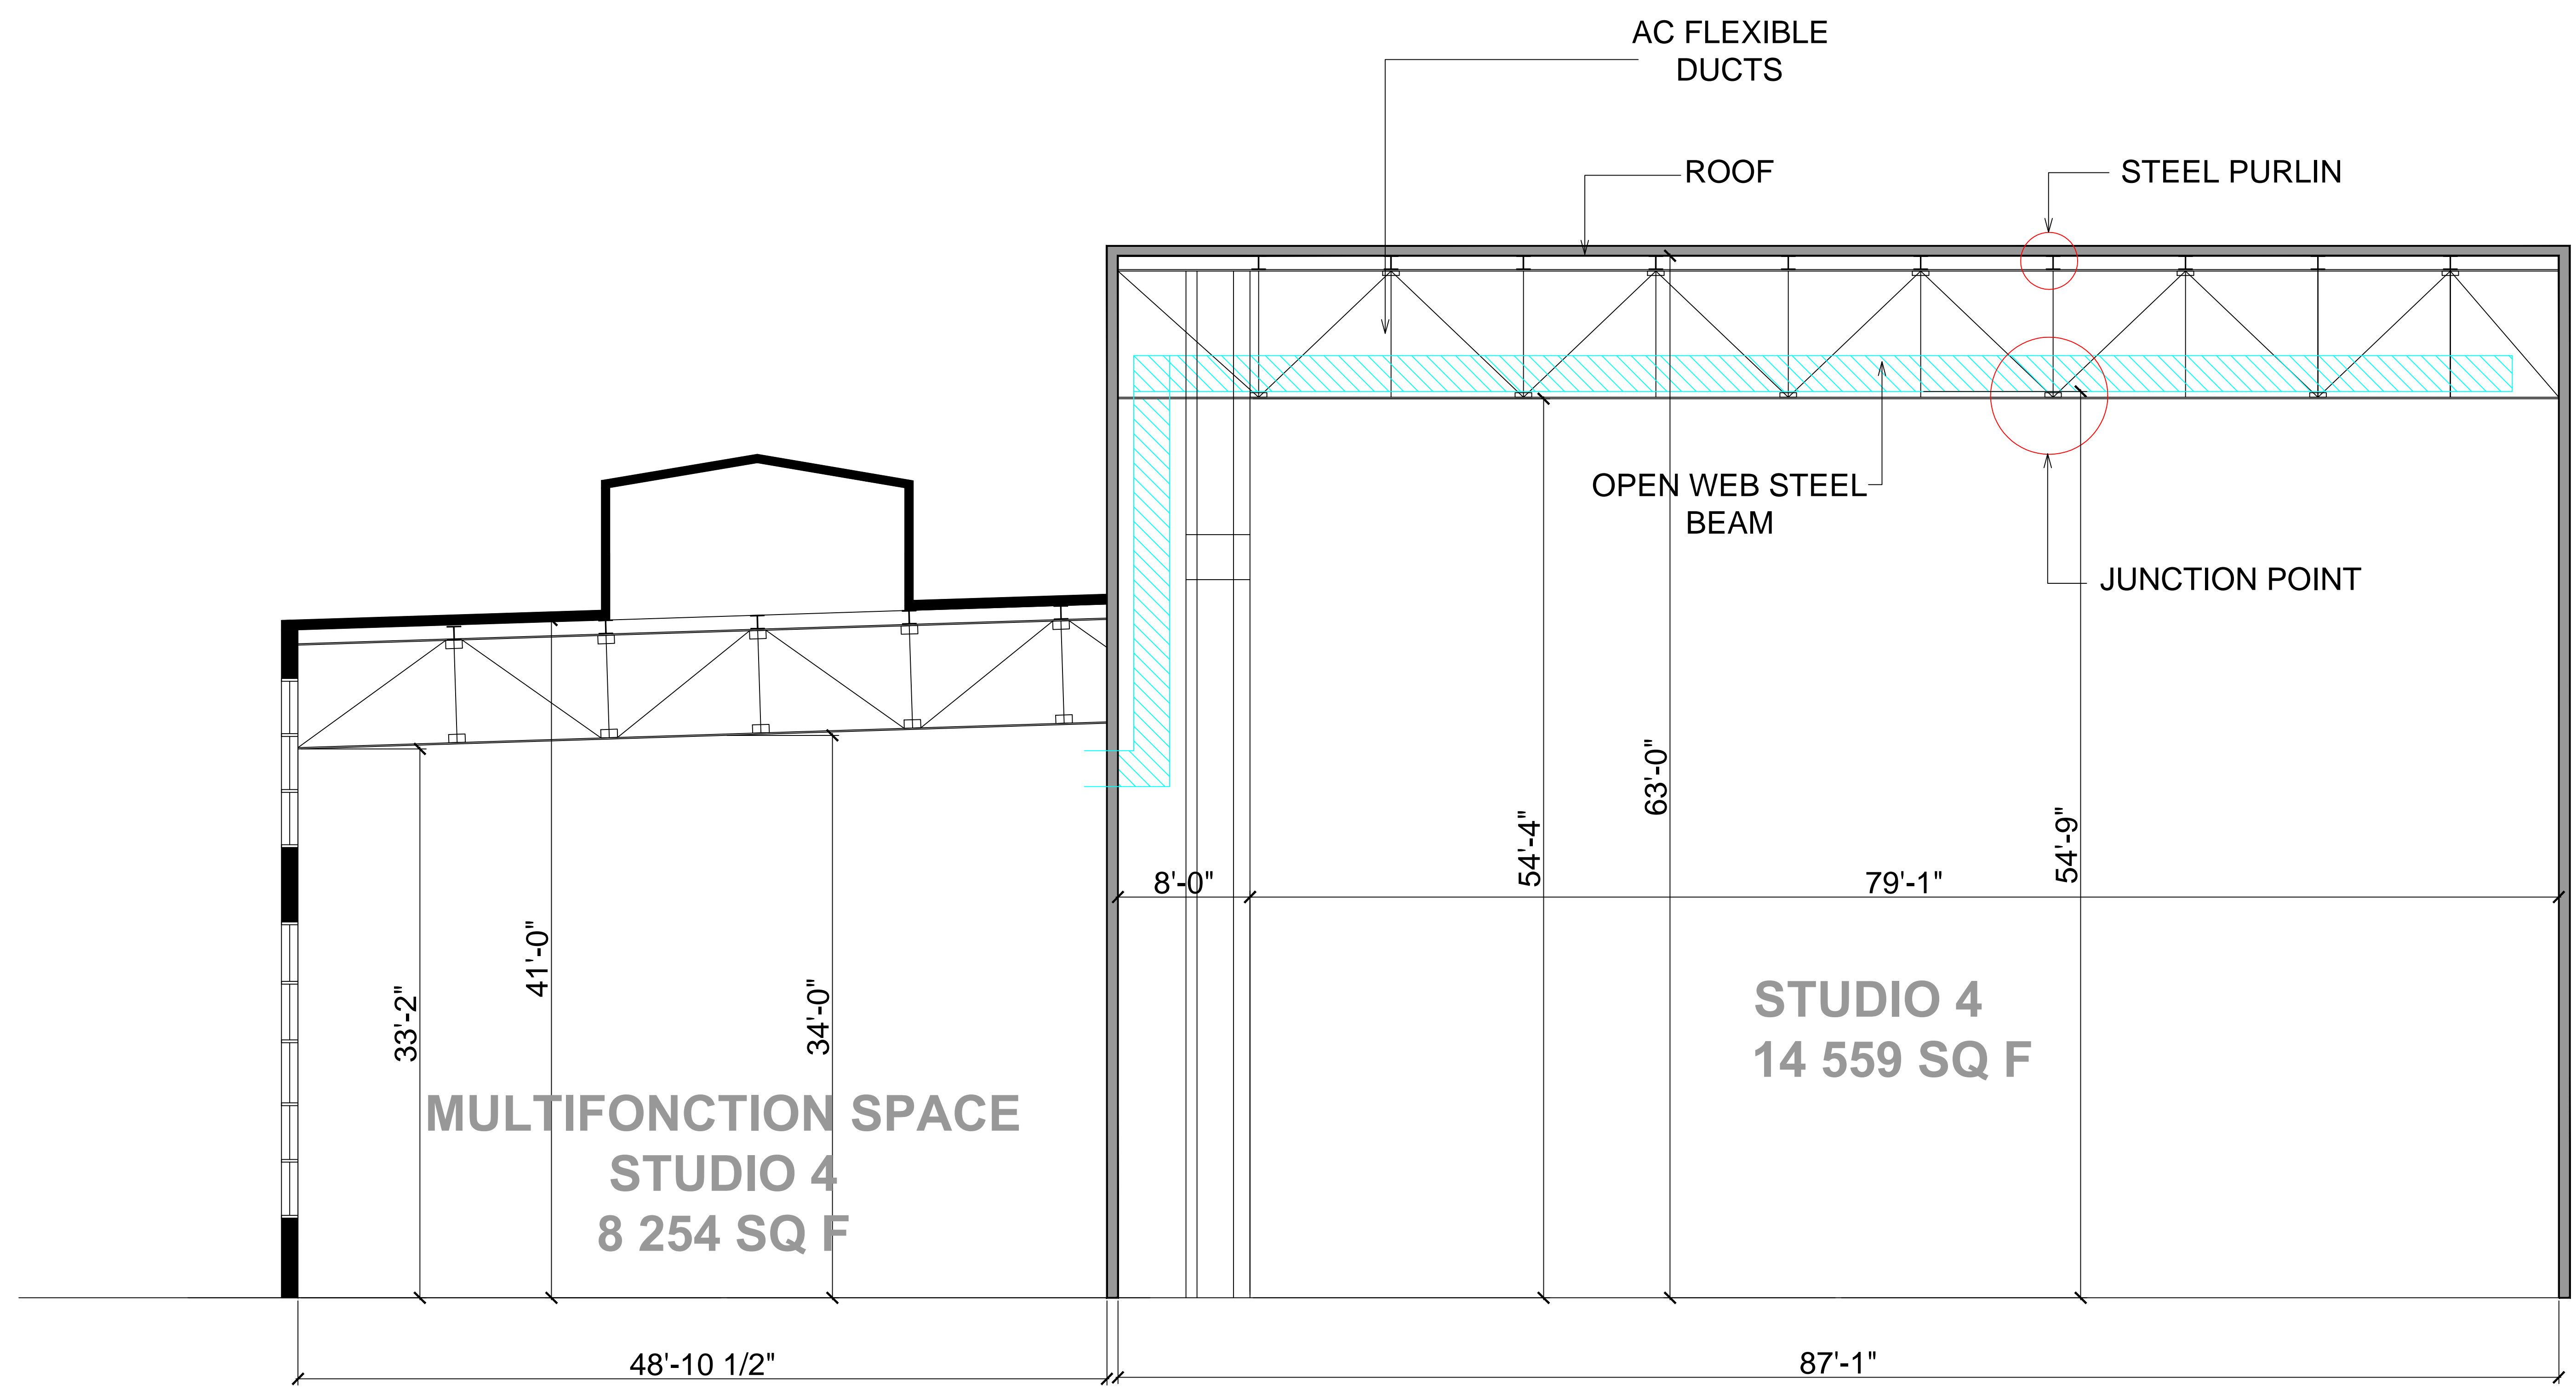 AC FLEXIBLE
DUCTS
ROOF
STEEL PURLIN
OPEN WEB STEEL
BEAM
JUNCTION POINT
63'-0"
54'-4"
54'-9"
8'-0"
79'-1"
41'-0"
33'-2"
34'-0"
STUDIO 4
14 559 SQ F
MULTIFONCTION SPACE
STUDIO 4
8 254 SQ F
48'-10 1/2"
87'-1"